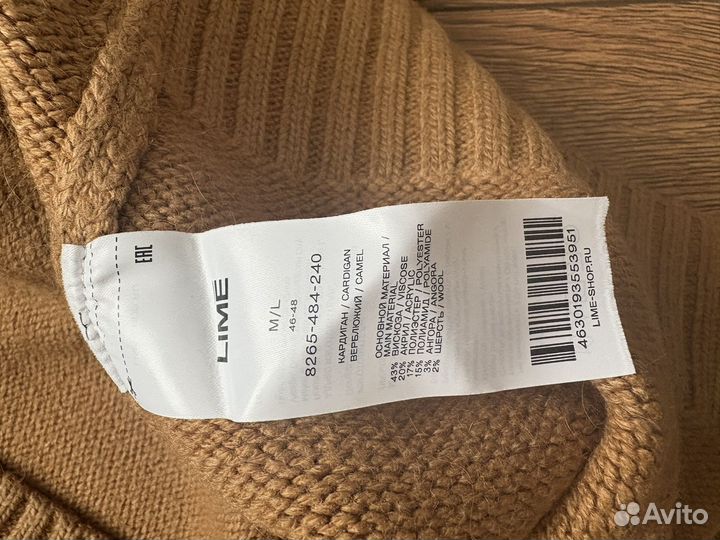 EAC
LIME
M/L
46-48
8265-484-240
КАРДИГАН / CARDIGAN
ВЕРБЛЮЖИЙ / CAMEL
ОСНОВНОЙ МАТЕРИАЛ /
MAIN MATERIAL
43% ВИСКОЗА / VISCOSE
20% АКРИЛ / ACRYLIC
17% ПОЛИЭСТЕР / POLYESTER
15% ПОЛИАМИД / POLYAMIDE
3% АНГОРА / ANGORA
2% ШЕРСТЬ / WOOL
4630193553951
LIME-SHOP.RU
Avito